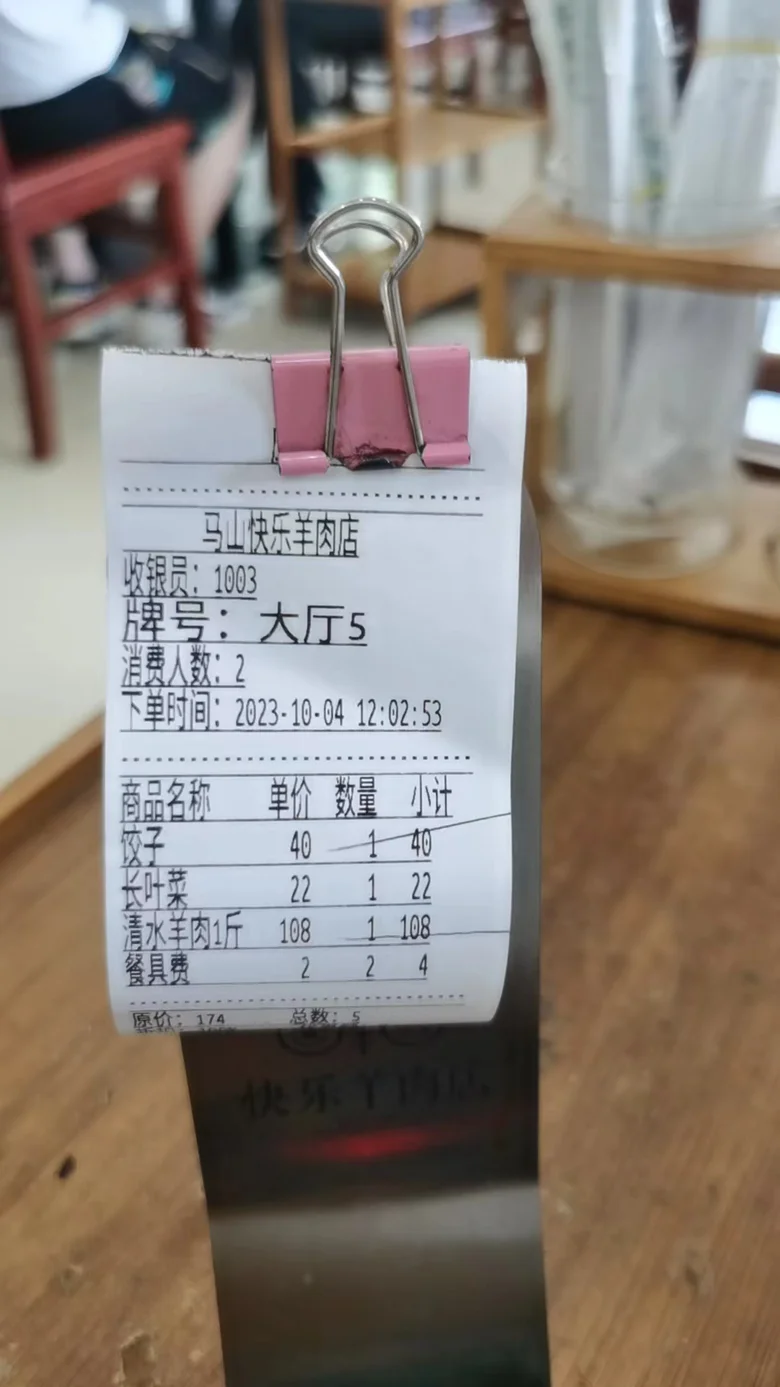 马山快乐羊肉店
收银员：1003
牌号：大厅5
消费人数：2
下单时间：2023-10-04 12:02:53
商品名称 单价 数量 小计
饺子 40 1 40
长叶菜 22 1 22
清水羊肉1斤 108 1 108
餐具费 2 2 4
原价：174 总数：5
快乐羊肉店